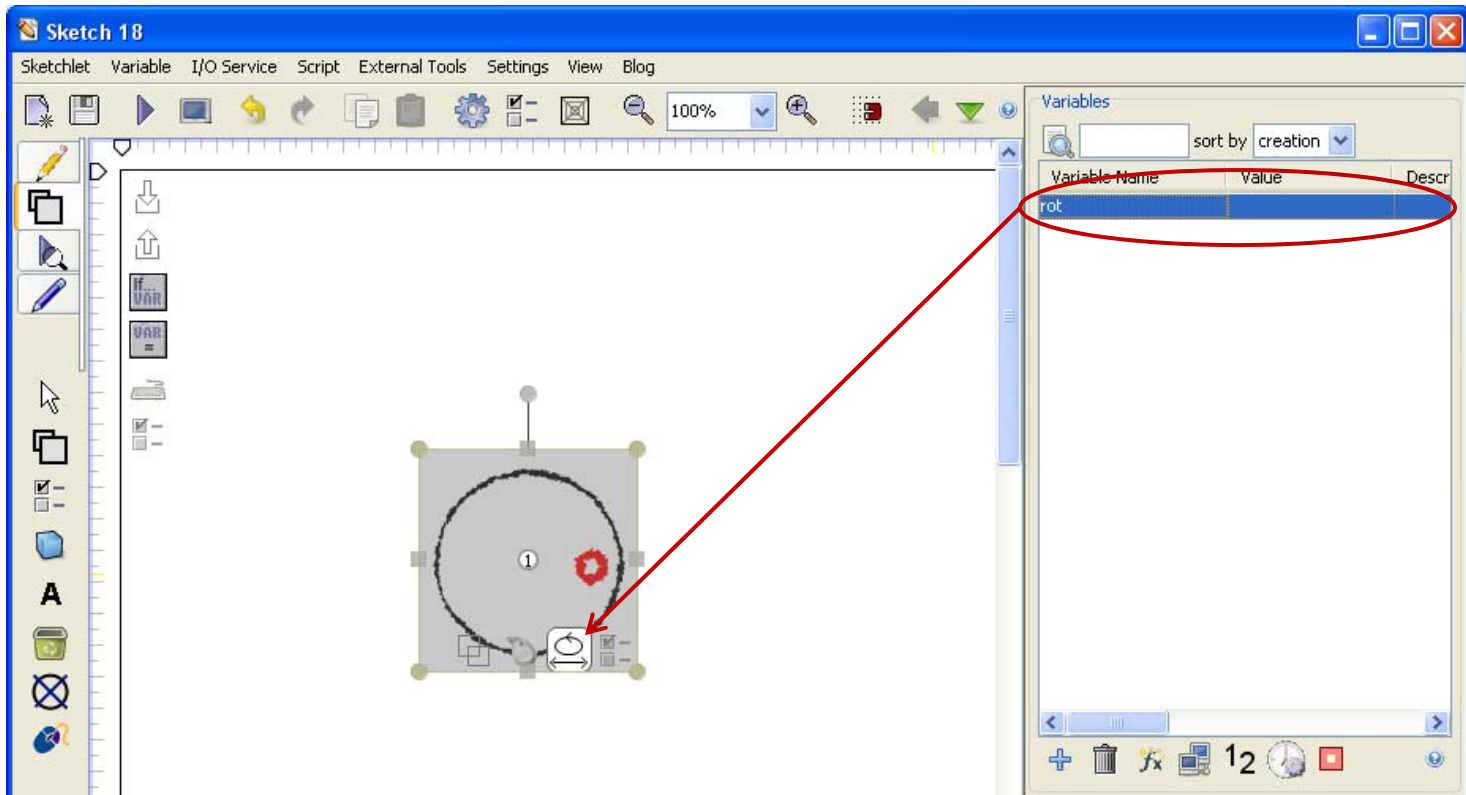 Sketch 18
Sketchlet Variable I/O Service Script External Tools Settings View Blog
100%
Variables
sort by creation
Variable Name Value Descr
rot
If...
VAR
VAR
=
1
A
fx 12